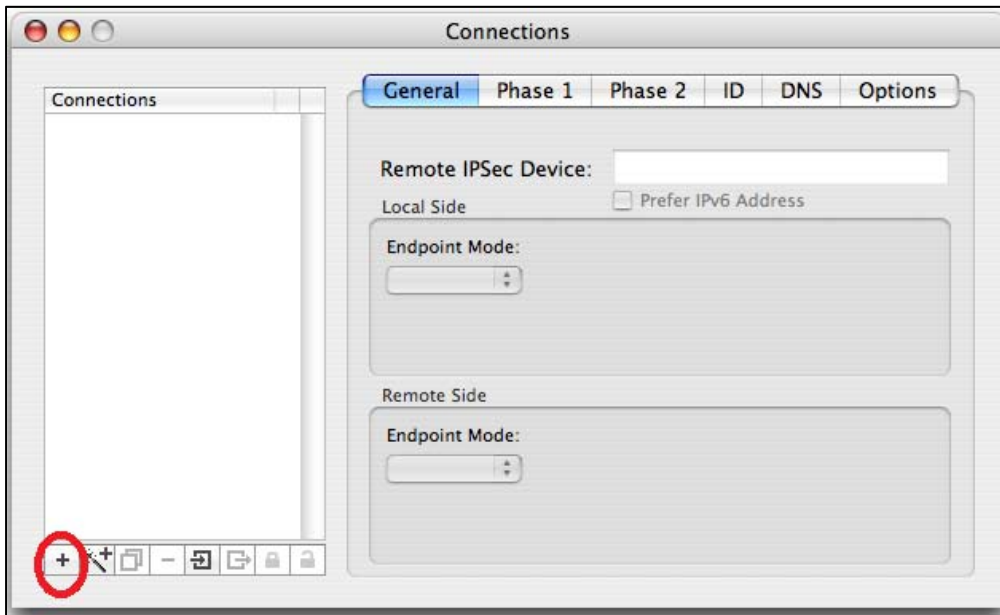 Connections
Connections
General Phase 1 Phase 2 ID DNS Options
Remote IPSec Device:
Prefer IPv6 Address
Local Side
Endpoint Mode:
Remote Side
Endpoint Mode: